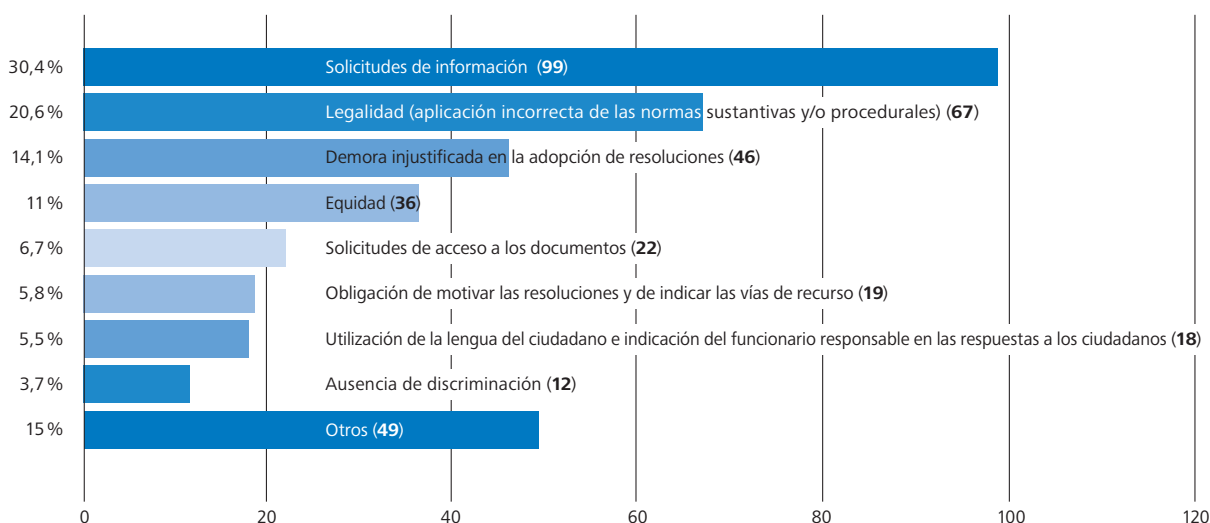 30,4 % Solicitudes de información (99)
20,6 % Legalidad (aplicación incorrecta de las normas sustantivas y/o procedurales) (67)
14,1 % Demora injustificada en la adopción de resoluciones (46)
11 % Equidad (36)
6,7 % Solicitudes de acceso a los documentos (22)
5,8 % Obligación de motivar las resoluciones y de indicar las vías de recurso (19)
5,5 % Utilización de la lengua del ciudadano e indicación del funcionario responsable en las respuestas a los ciudadanos (18)
3,7 % Ausencia de discriminación (12)
15 % Otros (49)
0 20 40 60 80 100 120